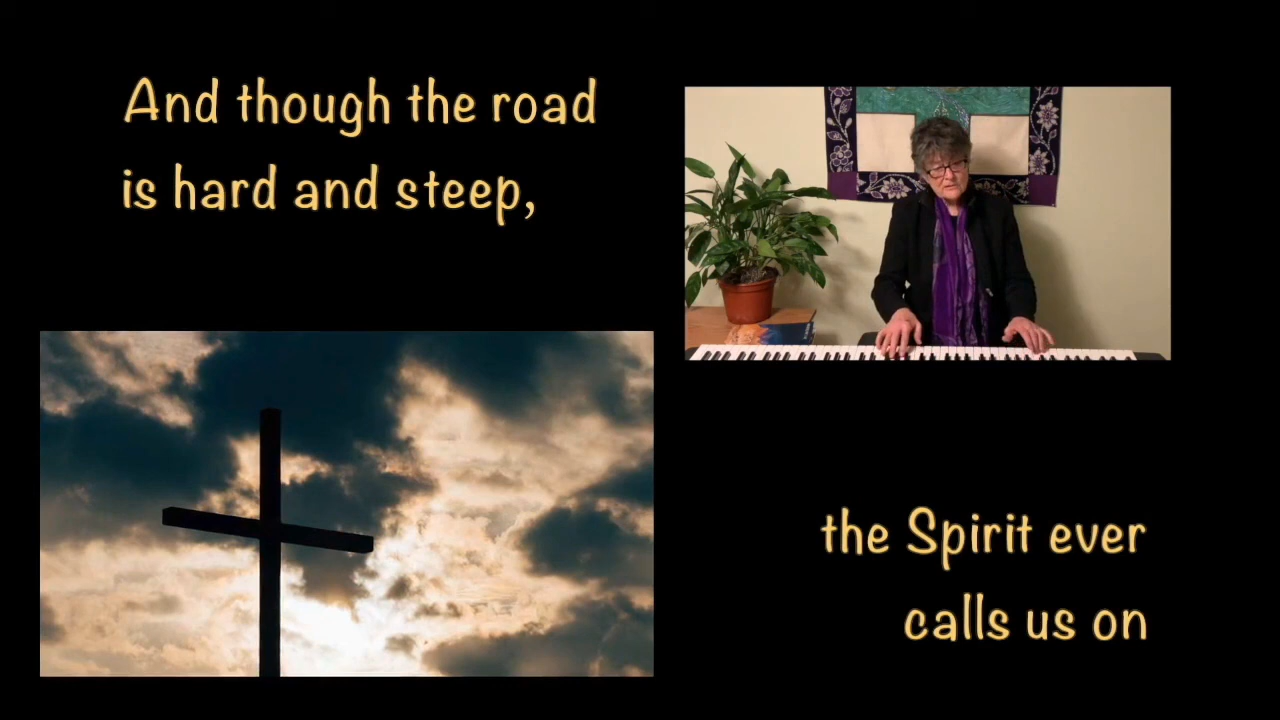 And though the road
is hard and steep,
the Spirit ever
calls us on